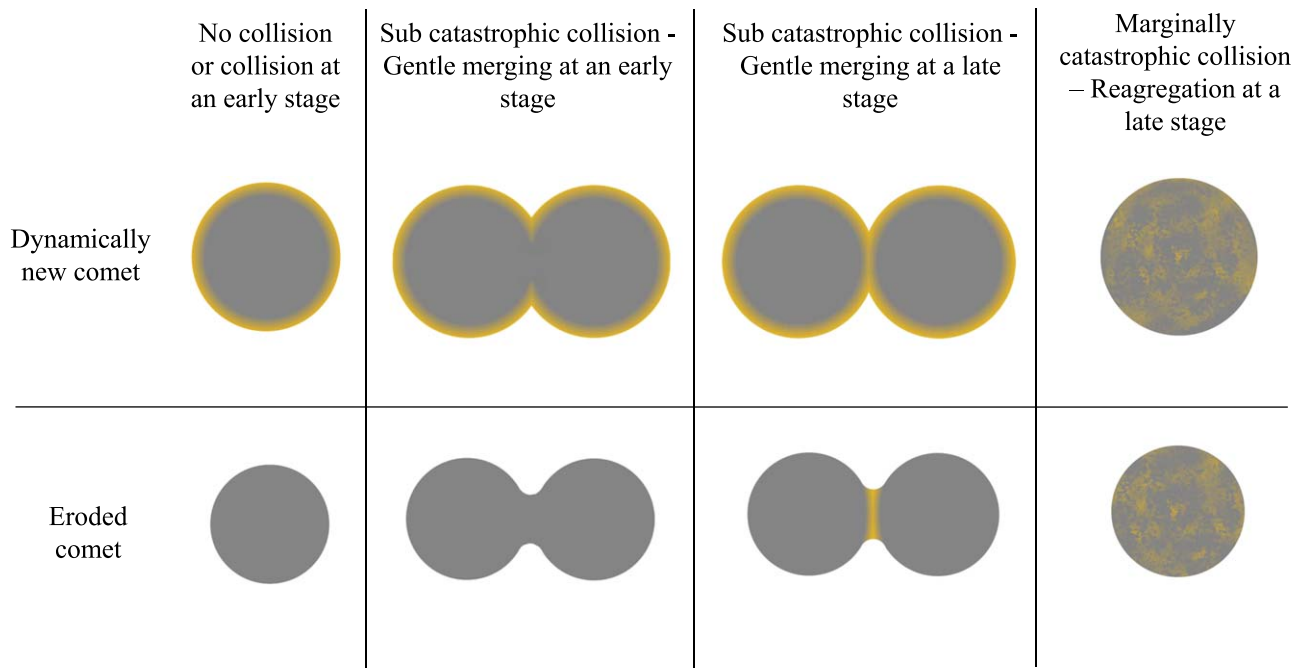 No collision
or collision at
an early stage
Sub catastrophic collision -
Gentle merging at an early
stage
Sub catastrophic collision -
Gentle merging at a late
stage
Marginally
catastrophic collision
– Reagregation at a
late stage
Dynamically
new comet
Eroded
comet